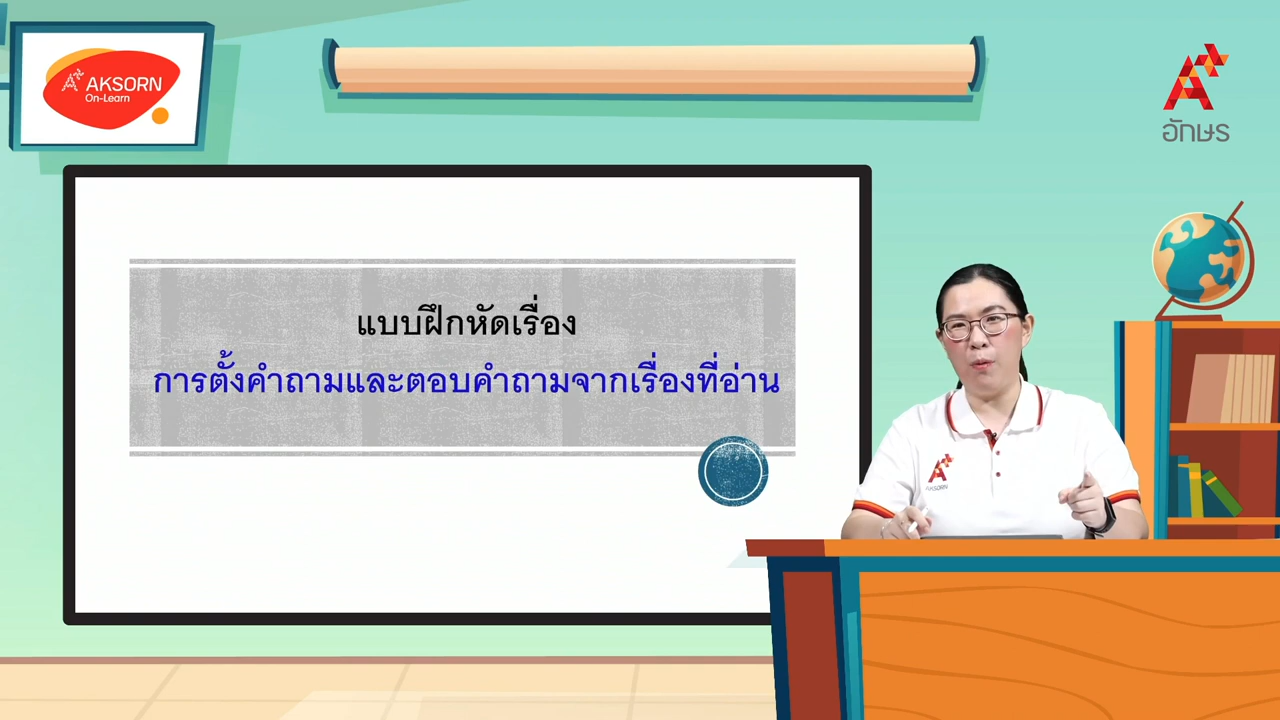 AKSORN
On-Learn
อักษร
แบบฝึกหัดเรื่อง
การตั้งคำถามและตอบคำถามจากเรื่องที่อ่าน
AKSORN